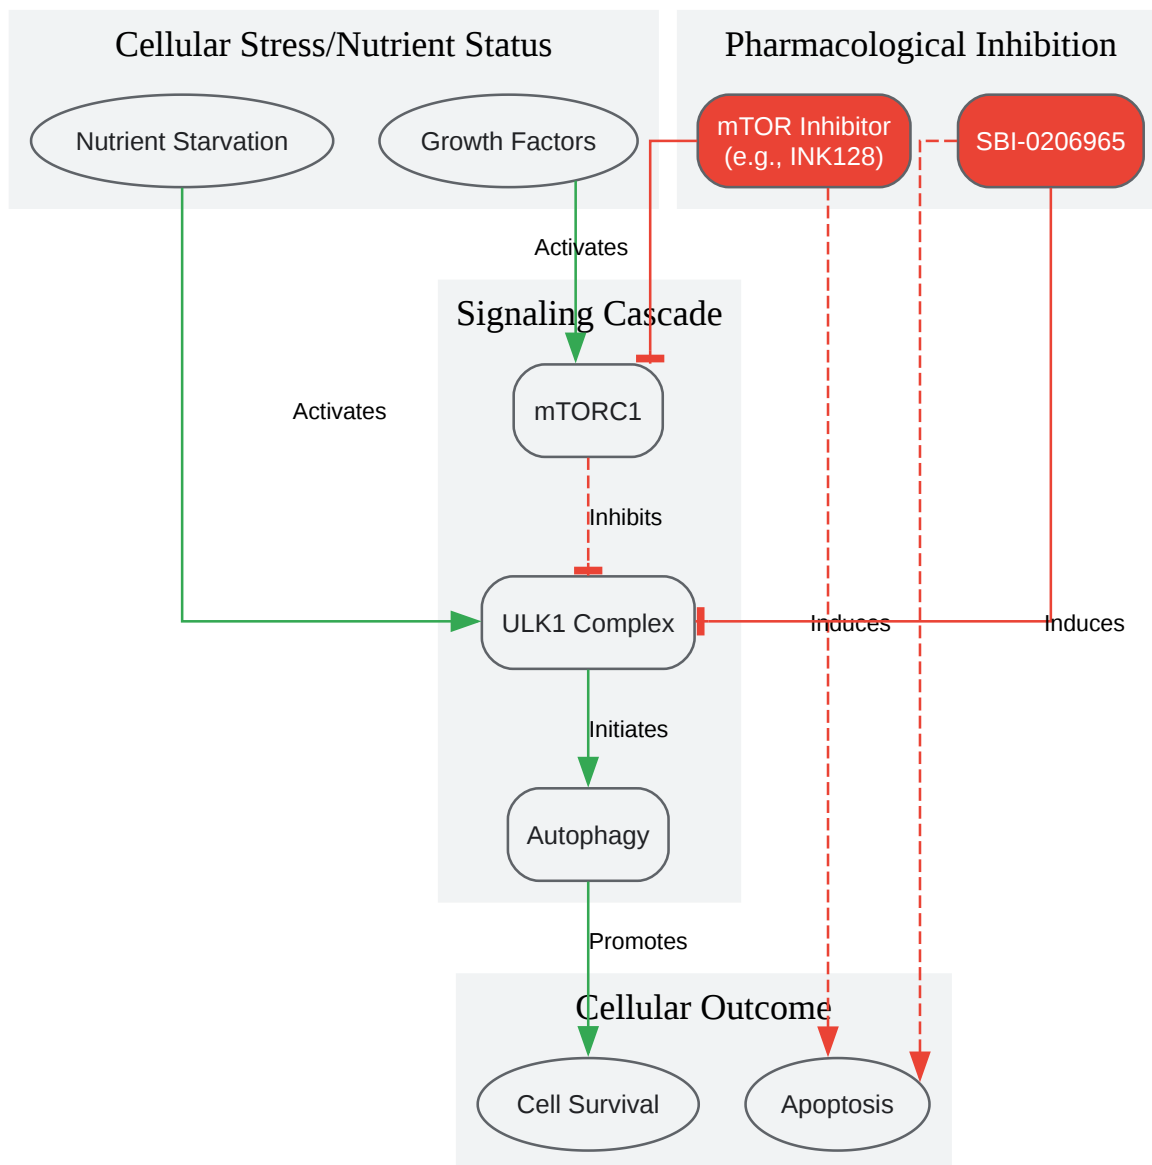 Cellular Stress/Nutrient Status
Pharmacological Inhibition
Nutrient Starvation
Growth Factors
mTOR Inhibitor
(e.g., INK128)
SBI-0206965
Activates
Signaling Cascade
Activates
mTORC1
Inhibits
ULK1 Complex
Induces
Induces
Initiates
Autophagy
Promotes
Cellular Outcome
Cell Survival
Apoptosis